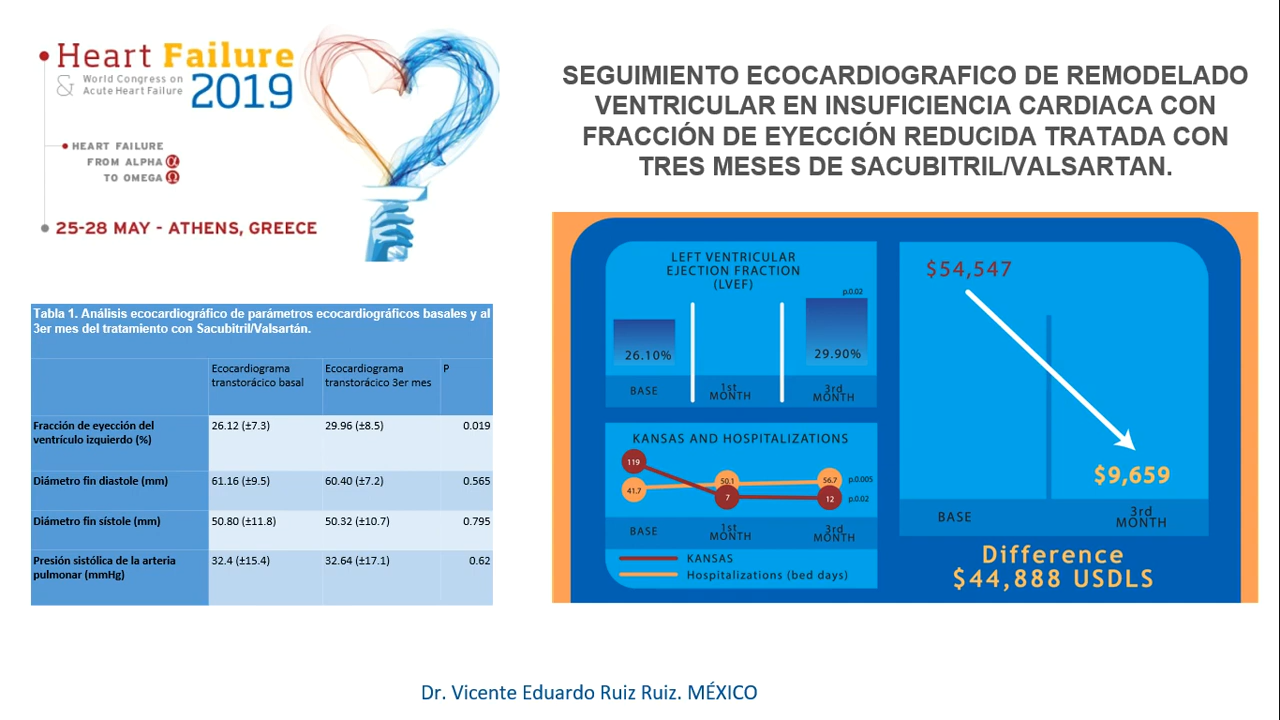 Heart Failure
& World Congress on
Acute Heart Failure
2019
HEART FAILURE
FROM ALPHA α
TO OMEGA Ω
25-28 MAY - ATHENS, GREECE
SEGUIMIENTO ECOCARDIOGRAFICO DE REMODELADO
VENTRICULAR EN INSUFICIENCIA CARDIACA CON
FRACCIÓN DE EYECCIÓN REDUCIDA TRATADA CON
TRES MESES DE SACUBITRIL/VALSARTAN.
Tabla 1. Análisis ecocardiográfico de parámetros ecocardiográficos basales y al
3er mes del tratamiento con Sacubitril/Valsartán.
Ecocardiograma
transtorácico basal
Ecocardiograma
transtorácico 3er mes
P
Fracción de eyección del
ventrículo izquierdo (%)
26.12 (±7.3)
29.96 (±8.5)
0.019
Diámetro fin diastole (mm)
61.16 (±9.5)
60.40 (±7.2)
0.565
Diámetro fin sístole (mm)
50.80 (±11.8)
50.32 (±10.7)
0.795
Presión sistólica de la arteria
pulmonar (mmHg)
32.4 (±15.4)
32.64 (±17.1)
0.62
LEFT VENTRICULAR
EJECTION FRACTION
(LVEF)
p.0.02
26.10%
29.90%
BASE
1st
MONTH
3rd
MONTH
KANSAS AND HOSPITALIZATIONS
119
41.7
50.1
7
56.7
12
p.0.005
p.0.02
BASE
1st
MONTH
3rd
MONTH
KANSAS
Hospitalizations (bed days)
$54,547
$9,659
BASE
3rd
MONTH
Difference
$44,888 USDLS
Dr. Vicente Eduardo Ruiz Ruiz. MÉXICO